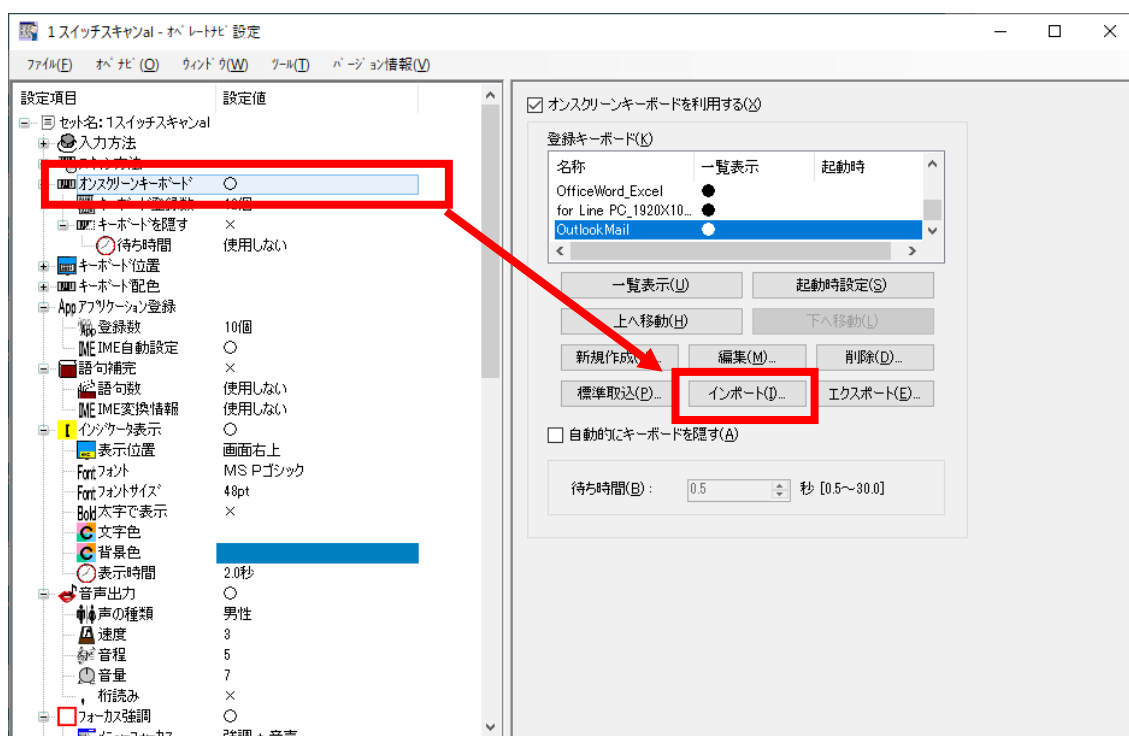 1スイッチスキャンal - オペレートナビ 設定
ファイル(F) オペナビ(O) ウィンドウ(W) ツール(T) バージョン情報(V)
設定項目 設定値
セット名: 1スイッチスキャンal
入力方法
オンスクリーンキーボード ○
キーボードを隠す ×
待ち時間 使用しない
キーボード位置
キーボード配色
App アプリケーション登録
App 登録数 10個
IME IME自動設定 ○
語句補完 ×
語句数 使用しない
IME IME変換情報 使用しない
I インジケータ表示 ○
表示位置 画面右上
Font フォント MS Pゴシック
Font フォントサイズ 48pt
Bold 太字で表示 ×
C 文字色
C 背景色
表示時間 2.0秒
音声出力 ○
声の種類 男性
速度 3
音程 5
音量 7
, 桁読み ×
フォーカス強調 ○
オンスクリーンキーボードを利用する(X)
登録キーボード(K)
名称 一覧表示 起動時
OfficeWord_Excel ●
for Line PC_1920X10... ●
OutlookMail ●
一覧表示(U) 起動時設定(S)
上へ移動(H) 下へ移動(L)
新規作成 編集(M)... 削除(D)...
標準取込(P)... インポート(I)... エクスポート(E)...
自動的にキーボードを隠す(A)
待ち時間(B): 0.5 秒 [0.5～30.0]